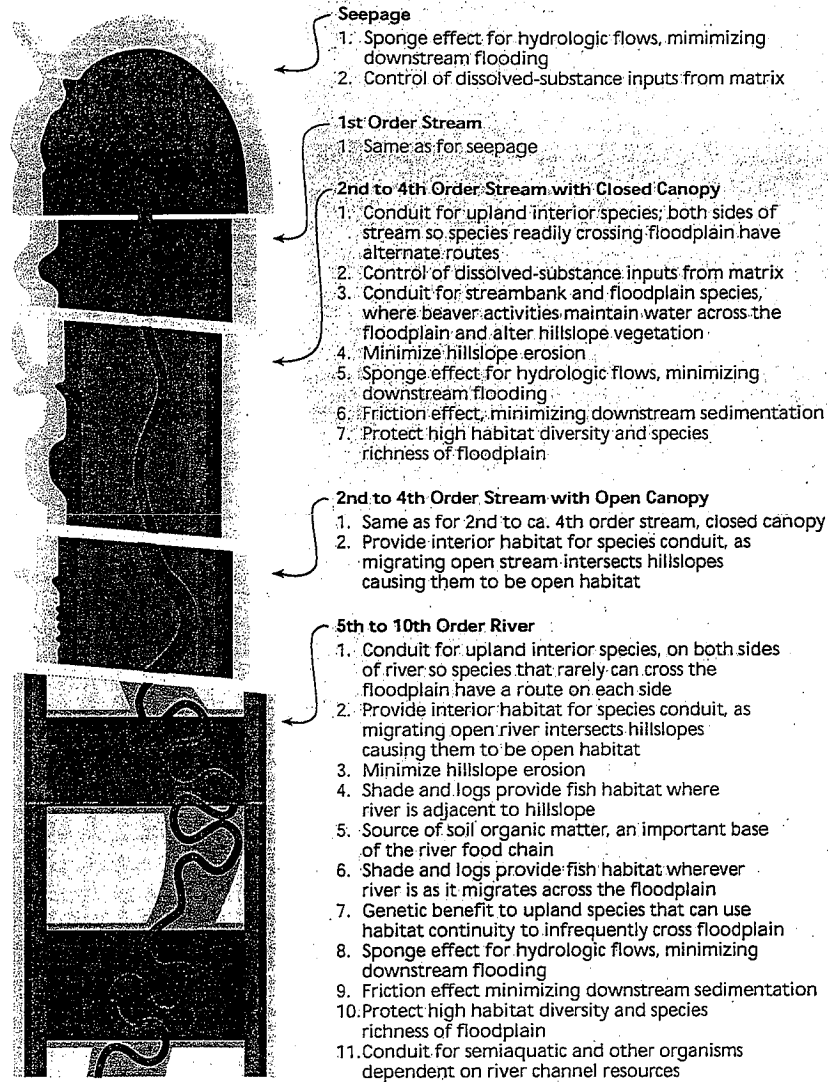 Seepage
1. Sponge effect for hydrologic flows, mimimizing
downstream flooding
2. Control of dissolved-substance inputs from matrix
1st Order Stream
1. Same as for seepage
2nd to 4th Order Stream with Closed Canopy
1. Conduit for upland interior species; both sides of
stream so species readily crossing floodplain have
alternate routes
2. Control of dissolved-substance inputs from matrix
3. Conduit for streambank and floodplain species,
where beaver activities maintain water across the
floodplain and alter hillslope vegetation
4. Minimize hillslope erosion
5. Sponge effect for hydrologic flows, minimizing
downstream flooding
6. Friction effect, minimizing downstream sedimentation
7. Protect high habitat diversity and species
richness of floodplain
2nd to 4th Order Stream with Open Canopy
1. Same as for 2nd to ca. 4th order stream, closed canopy
2. Provide interior habitat for species conduit, as
migrating open stream intersects hillslopes
causing them to be open habitat
5th to 10th Order River
1. Conduit for upland interior species, on both sides
of river so species that rarely can cross the
floodplain have a route on each side
2. Provide interior habitat for species conduit, as
migrating open river intersects hillslopes
causing them to be open habitat
3. Minimize hillslope erosion
4. Shade and logs provide fish habitat where
river is adjacent to hillslope
5. Source of soil organic matter, an important base
of the river food chain
6. Shade and logs provide fish habitat wherever
river is as it migrates across the floodplain
7. Genetic benefit to upland species that can use
habitat continuity to infrequently cross floodplain
8. Sponge effect for hydrologic flows, minimizing
downstream flooding
9. Friction effect minimizing downstream sedimentation
10. Protect high habitat diversity and species
richness of floodplain
11. Conduit for semiaquatic and other organisms
dependent on river channel resources